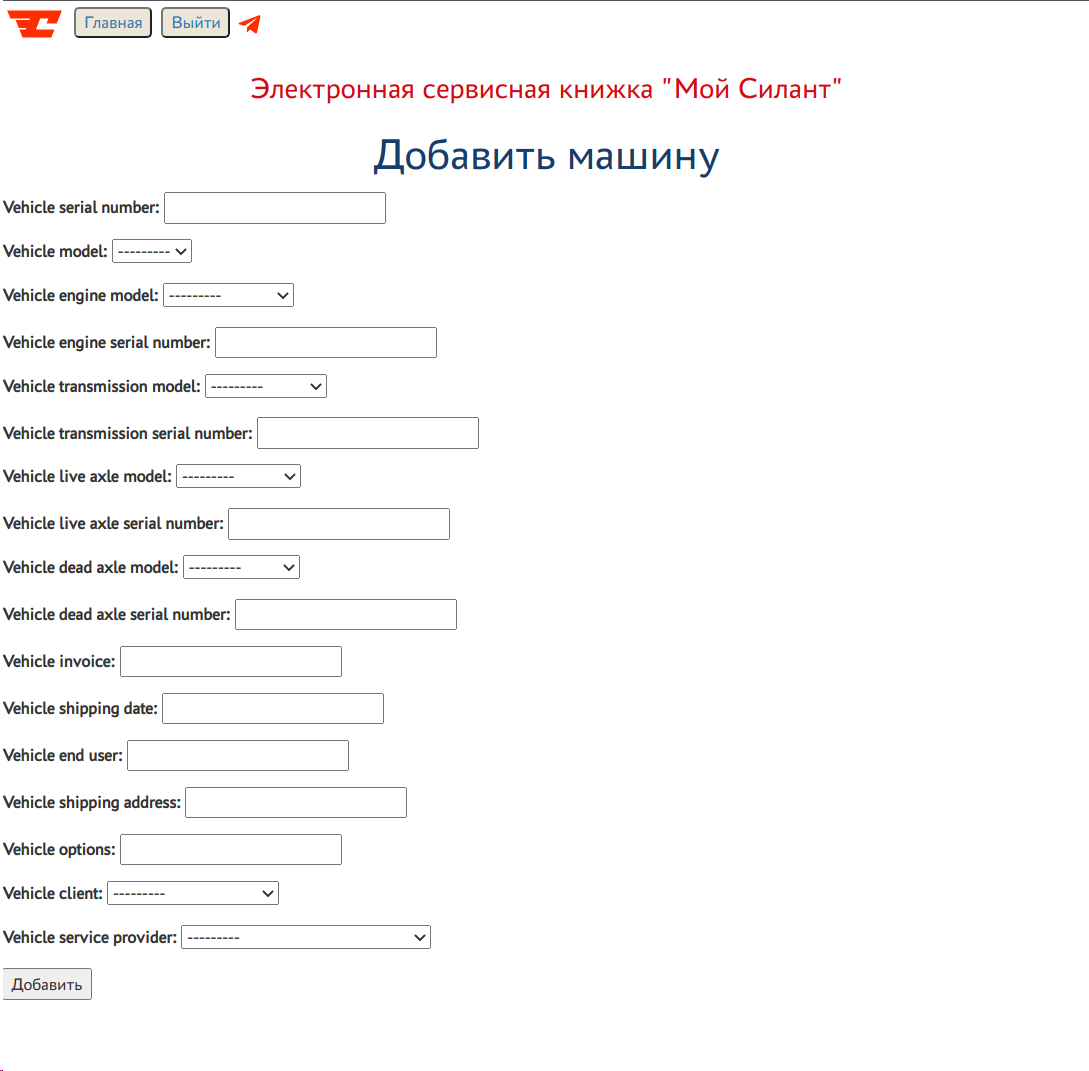 Главная Выйти
Электронная сервисная книжка "Мой Силант"
Добавить машину
Vehicle serial number:
Vehicle model: ---------
Vehicle engine model: ---------
Vehicle engine serial number:
Vehicle transmission model: ---------
Vehicle transmission serial number:
Vehicle live axle model: ---------
Vehicle live axle serial number:
Vehicle dead axle model: ---------
Vehicle dead axle serial number:
Vehicle invoice:
Vehicle shipping date:
Vehicle end user:
Vehicle shipping address:
Vehicle options:
Vehicle client: ---------
Vehicle service provider: ---------
Добавить